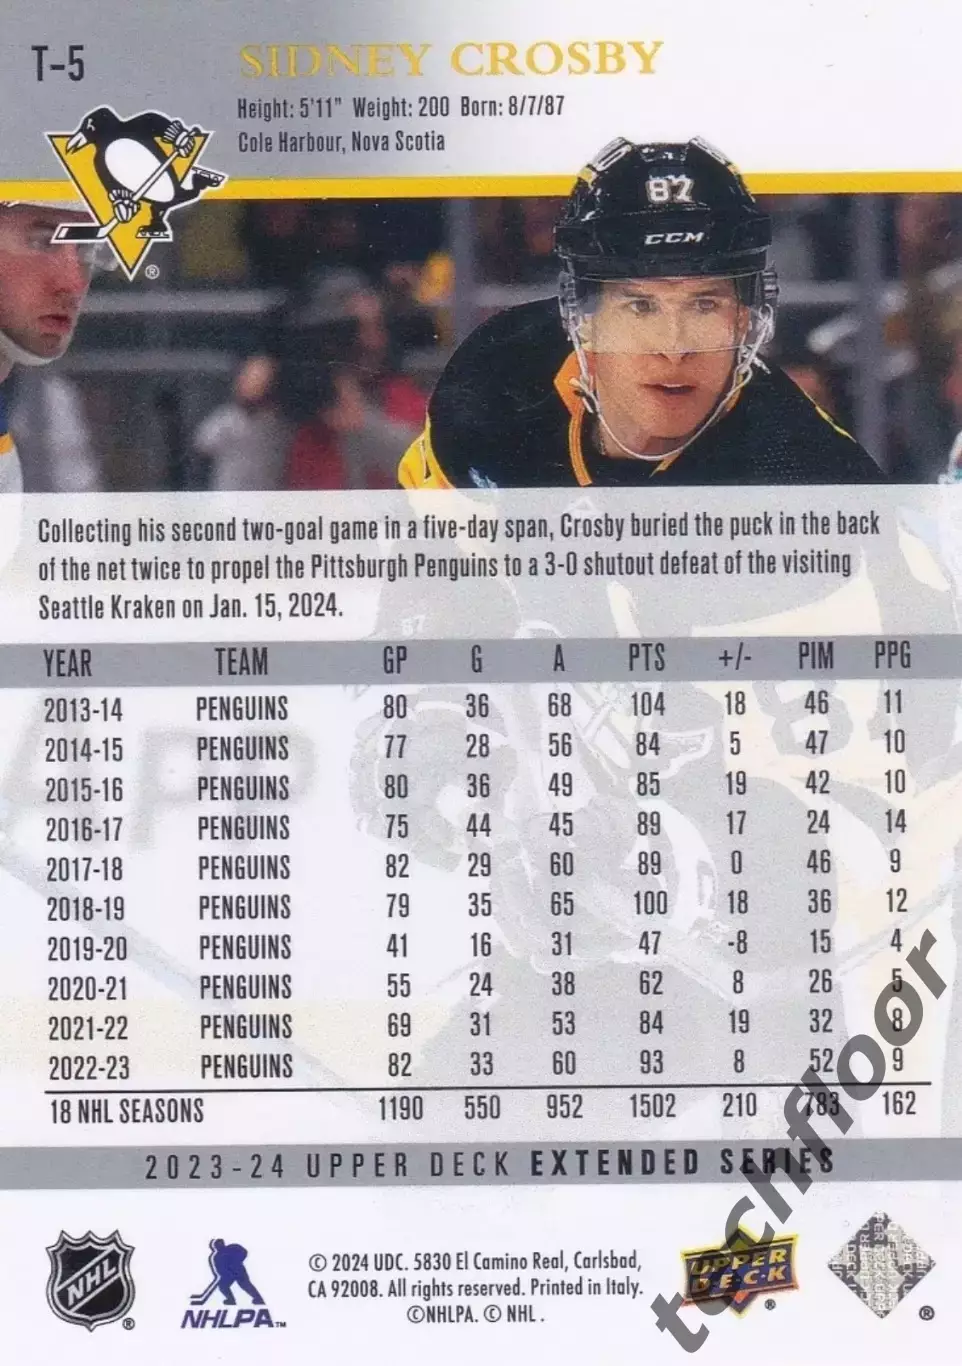 T-5
SIDNEY CROSBY
Height: 5'11" Weight: 200 Born: 8/7/87
Cole Harbour, Nova Scotia
®
87
CCM
Collecting his second two-goal game in a five-day span, Crosby buried the puck in the back
of the net twice to propel the Pittsburgh Penguins to a 3-0 shutout defeat of the visiting
Seattle Kraken on Jan. 15, 2024.
YEAR TEAM GP G A PTS +/- PIM PPG
2013-14 PENGUINS 80 36 68 104 18 46 11
2014-15 PENGUINS 77 28 56 84 5 47 10
2015-16 PENGUINS 80 36 49 85 19 42 10
2016-17 PENGUINS 75 44 45 89 17 24 14
2017-18 PENGUINS 82 29 60 89 0 46 9
2018-19 PENGUINS 79 35 65 100 18 36 12
2019-20 PENGUINS 41 16 31 47 -8 15 4
2020-21 PENGUINS 55 24 38 62 8 26 5
2021-22 PENGUINS 69 31 53 84 19 32 8
2022-23 PENGUINS 82 33 60 93 8 52 9
18 NHL SEASONS 1190 550 952 1502 210 783 162
2023-24 UPPER DECK EXTENDED SERIES
NHL ®
NHLPA™
© 2024 UDC. 5830 El Camino Real, Carlsbad,
CA 92008. All rights reserved. Printed in Italy.
©NHLPA. © NHL.
UPPER DECK ®
®
tochfloor